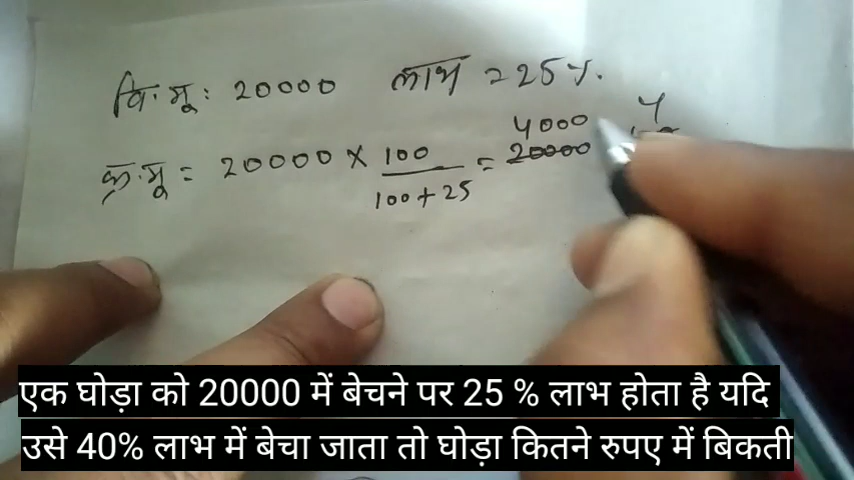 वि. मू: 20000 लाभ = 25%.
4000 4
क्र. मू = 20000 × 100 / 100 + 25 = 20000
एक घोड़ा को 20000 में बेचने पर 25 % लाभ होता है यदि
उसे 40% लाभ में बेचा जाता तो घोड़ा कितने रुपए में बिकती